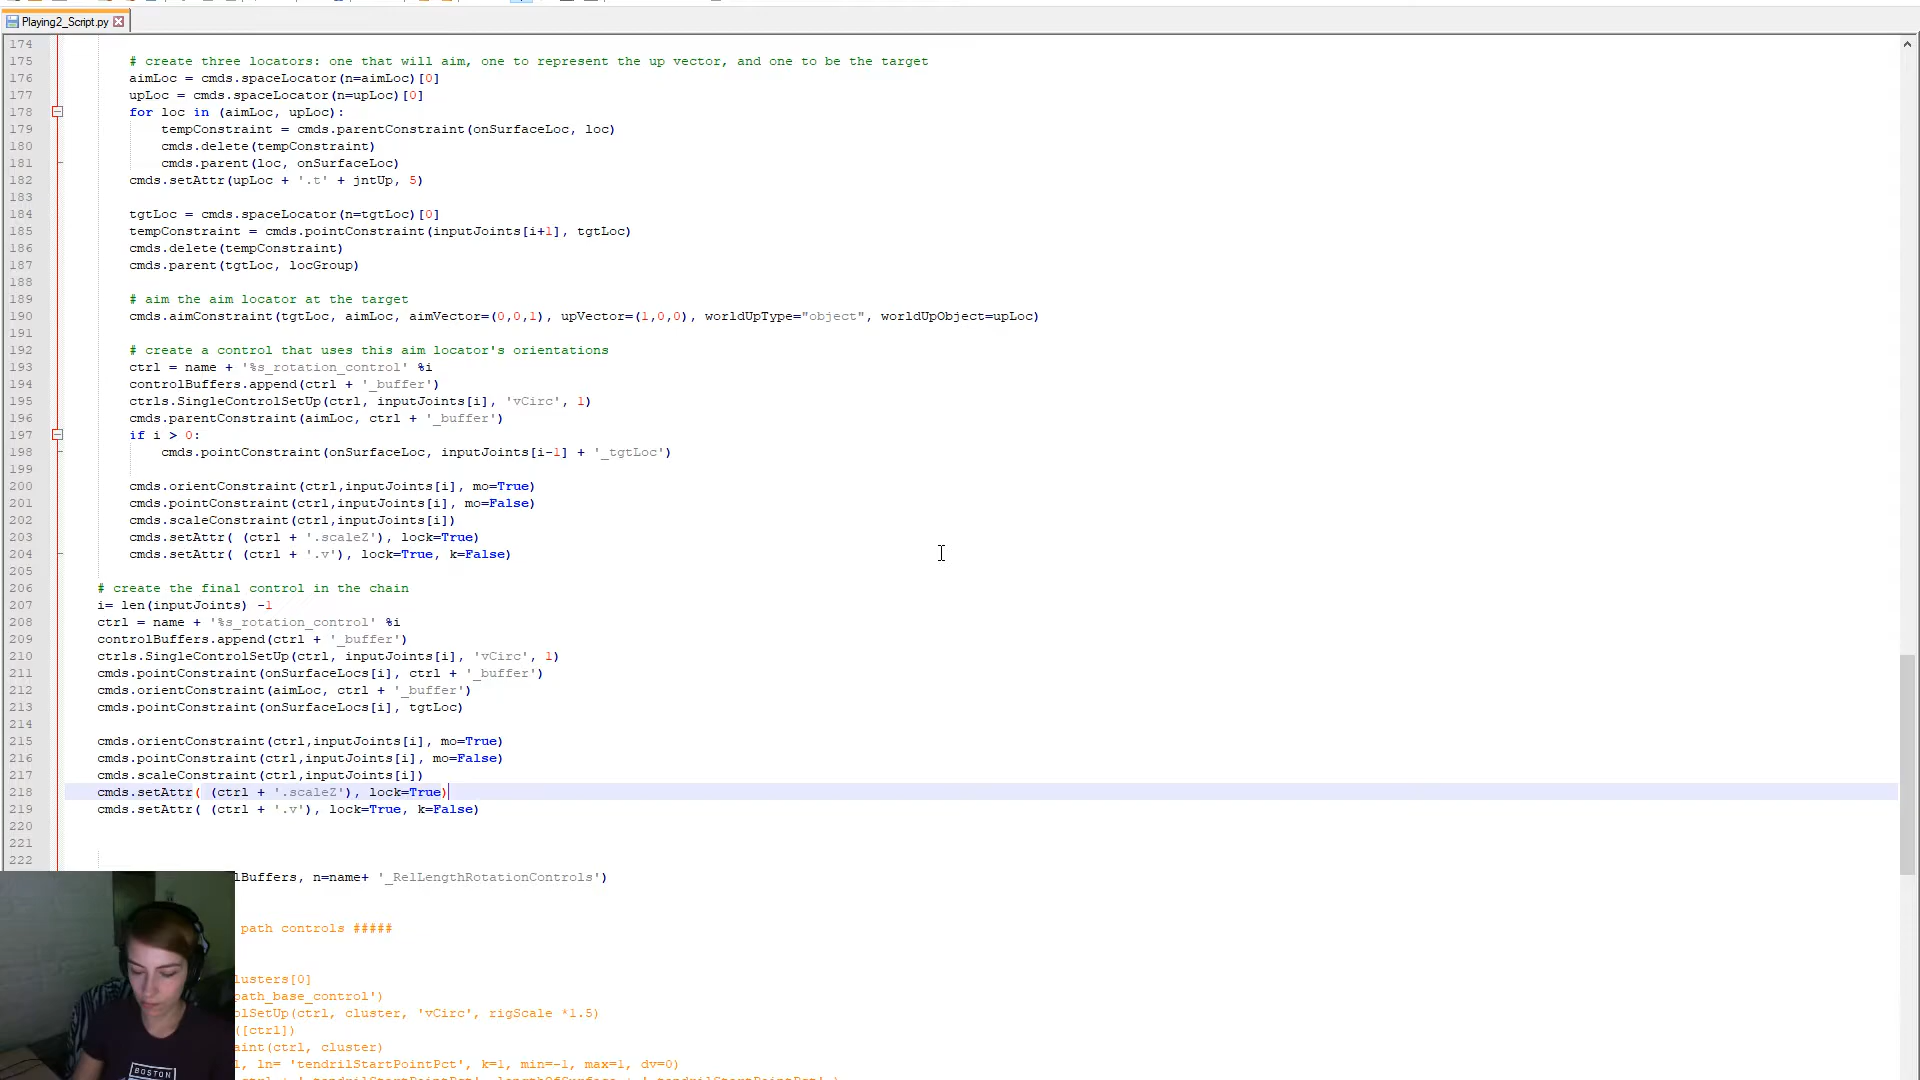 Playing2_Script.py
174
175 # create three locators: one that will aim, one to represent the up vector, and one to be the target
176 aimLoc = cmds.spaceLocator(n=aimLoc)[0]
177 upLoc = cmds.spaceLocator(n=upLoc)[0]
178 for loc in (aimLoc, upLoc):
179 tempConstraint = cmds.parentConstraint(onSurfaceLoc, loc)
180 cmds.delete(tempConstraint)
181 cmds.parent(loc, onSurfaceLoc)
182 cmds.setAttr(upLoc + '.t' + jntUp, 5)
183
184 tgtLoc = cmds.spaceLocator(n=tgtLoc)[0]
185 tempConstraint = cmds.pointConstraint(inputJoints[i+1], tgtLoc)
186 cmds.delete(tempConstraint)
187 cmds.parent(tgtLoc, locGroup)
188
189 # aim the aim locator at the target
190 cmds.aimConstraint(tgtLoc, aimLoc, aimVector=(0,0,1), upVector=(1,0,0), worldUpType="object", worldUpObject=upLoc)
191
192 # create a control that uses this aim locator's orientations
193 ctrl = name + '%s_rotation_control' %i
194 controlBuffers.append(ctrl + '_buffer')
195 ctrls.SingleControlSetUp(ctrl, inputJoints[i], 'vCirc', 1)
196 cmds.parentConstraint(aimLoc, ctrl + '_buffer')
197 if i > 0:
198 cmds.pointConstraint(onSurfaceLoc, inputJoints[i-1] + '_tgtLoc')
199
200 cmds.orientConstraint(ctrl,inputJoints[i], mo=True)
201 cmds.pointConstraint(ctrl,inputJoints[i], mo=False)
202 cmds.scaleConstraint(ctrl,inputJoints[i])
203 cmds.setAttr( (ctrl + '.scaleZ'), lock=True)
204 cmds.setAttr( (ctrl + '.v'), lock=True, k=False)
205
206 # create the final control in the chain
207 i= len(inputJoints) -1
208 ctrl = name + '%s_rotation_control' %i
209 controlBuffers.append(ctrl + '_buffer')
210 ctrls.SingleControlSetUp(ctrl, inputJoints[i], 'vCirc', 1)
211 cmds.pointConstraint(onSurfaceLocs[i], ctrl + '_buffer')
212 cmds.orientConstraint(aimLoc, ctrl + '_buffer')
213 cmds.pointConstraint(onSurfaceLocs[i], tgtLoc)
214
215 cmds.orientConstraint(ctrl,inputJoints[i], mo=True)
216 cmds.pointConstraint(ctrl,inputJoints[i], mo=False)
217 cmds.scaleConstraint(ctrl,inputJoints[i])
218 cmds.setAttr( (ctrl + '.scaleZ'), lock=True)
219 cmds.setAttr( (ctrl + '.v'), lock=True, k=False)
220
221
222
lBuffers, n=name+ '_RelLengthRotationControls')
path controls #####
lusters[0]
path_base_control')
olSetUp(ctrl, cluster, 'vCirc', rigScale *1.5)
([ctrl])
aint(ctrl, cluster)
l, ln= 'tendrilStartPointPct', k=1, min=-1, max=1, dv=0)
BOSTON